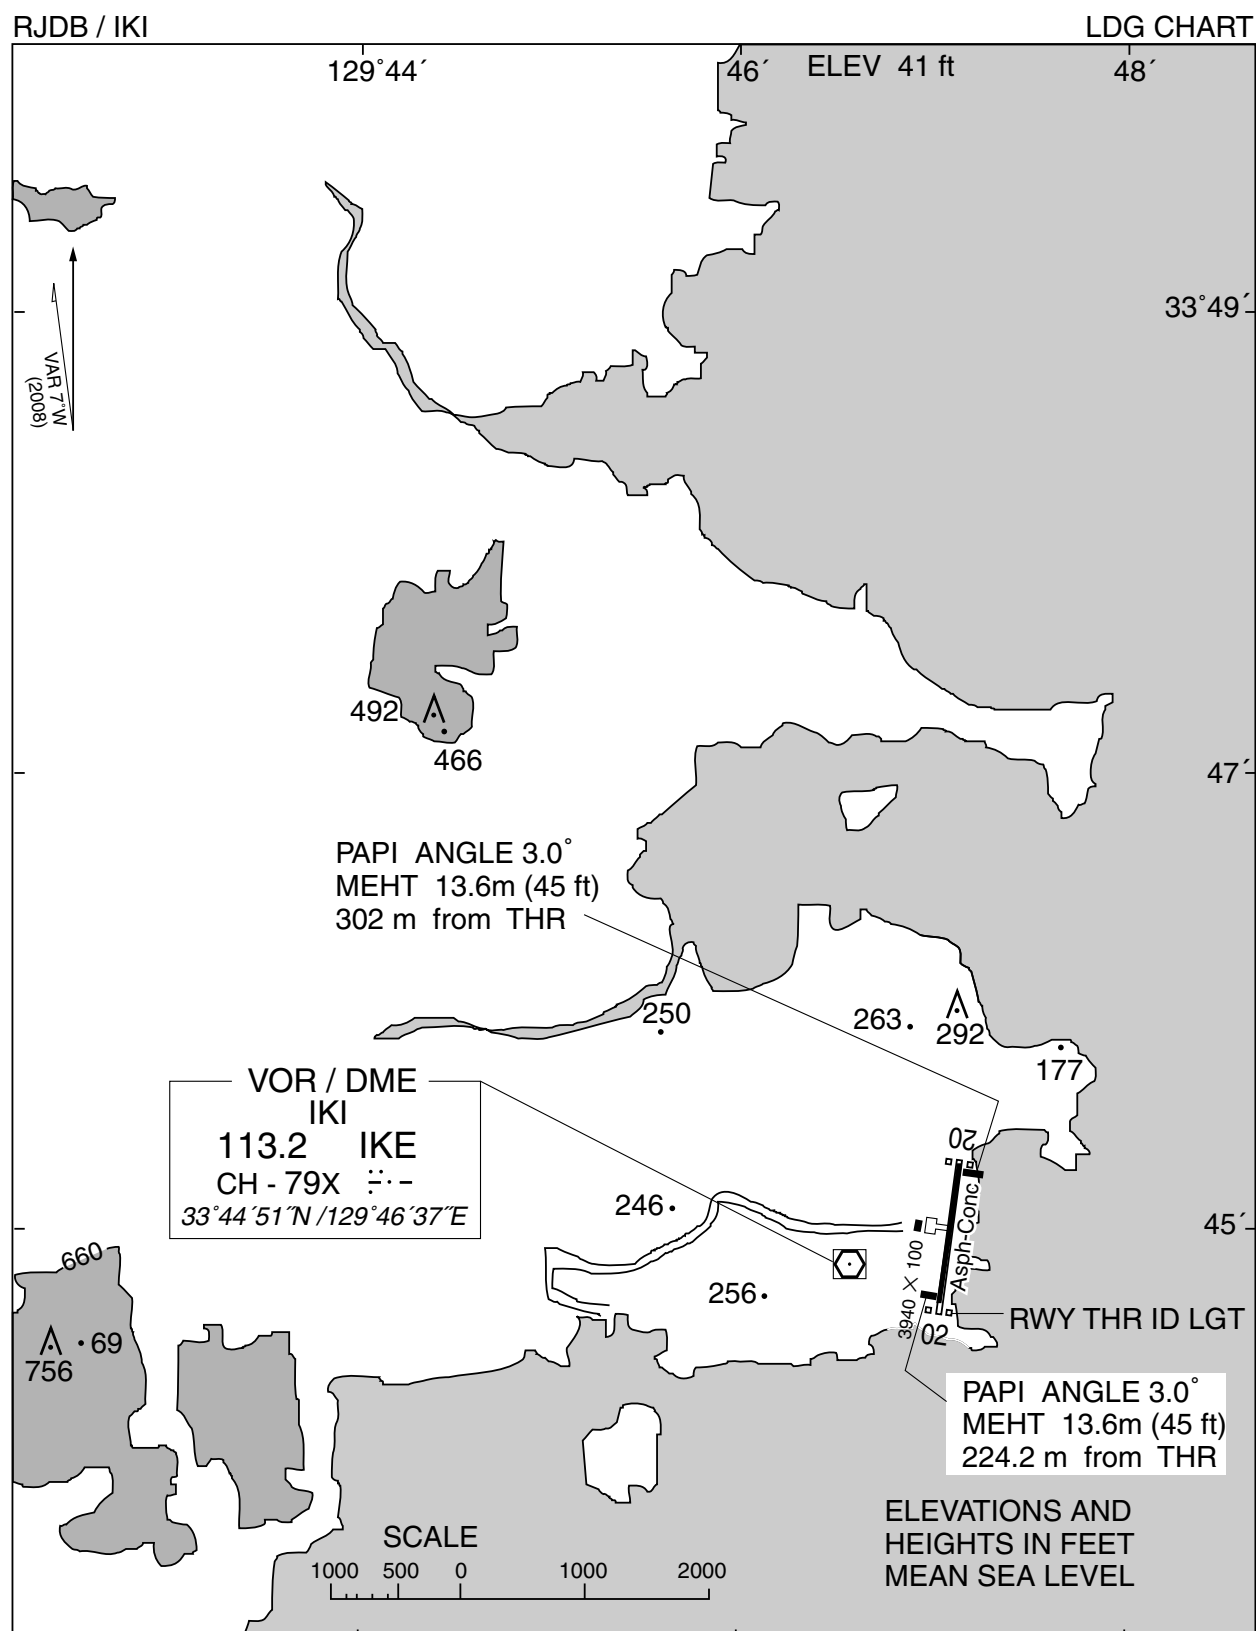 RJDB / IKI
LDG CHART
129°44´
46´
ELEV 41 ft
48´
33°49´
VAR 7°W
(2008)
492
466
47´
PAPI ANGLE 3.0°
MEHT 13.6m (45 ft)
302 m from THR
250
263
292
177
VOR / DME
IKI
113.2 IKE
CH - 79X
33°44´51˝N /129°46´37˝E
20
246
Asph-Conc
45´
660
256
3940 × 100
69
756
02
RWY THR ID LGT
PAPI ANGLE 3.0°
MEHT 13.6m (45 ft)
224.2 m from THR
ELEVATIONS AND
HEIGHTS IN FEET
MEAN SEA LEVEL
SCALE
1000 500 0 1000 2000